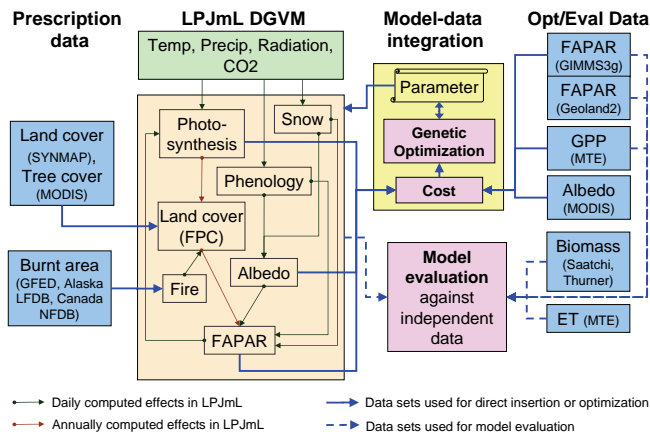 Prescription
data
LPJmL DGVM
Model-data
integration
Opt/Eval Data
Temp, Precip, Radiation,
CO2
Photo-
synthesis
Snow
Phenology
Land cover
(FPC)
Fire
Albedo
FAPAR
Land cover
(SYNMAP),
Tree cover
(MODIS)
Burnt area
(GFED, Alaska
LFDB, Canada
NFDB)
Parameter
Genetic
Optimization
Cost
Model
evaluation
against
independent
data
FAPAR
(GIMMS3g)
FAPAR
(Geoland2)
GPP
(MTE)
Albedo
(MODIS)
Biomass
(Saatchi,
Thurner)
ET (MTE)
Daily computed effects in LPJmL
Annually computed effects in LPJmL
Data sets used for direct insertion or optimization
Data sets used for model evaluation